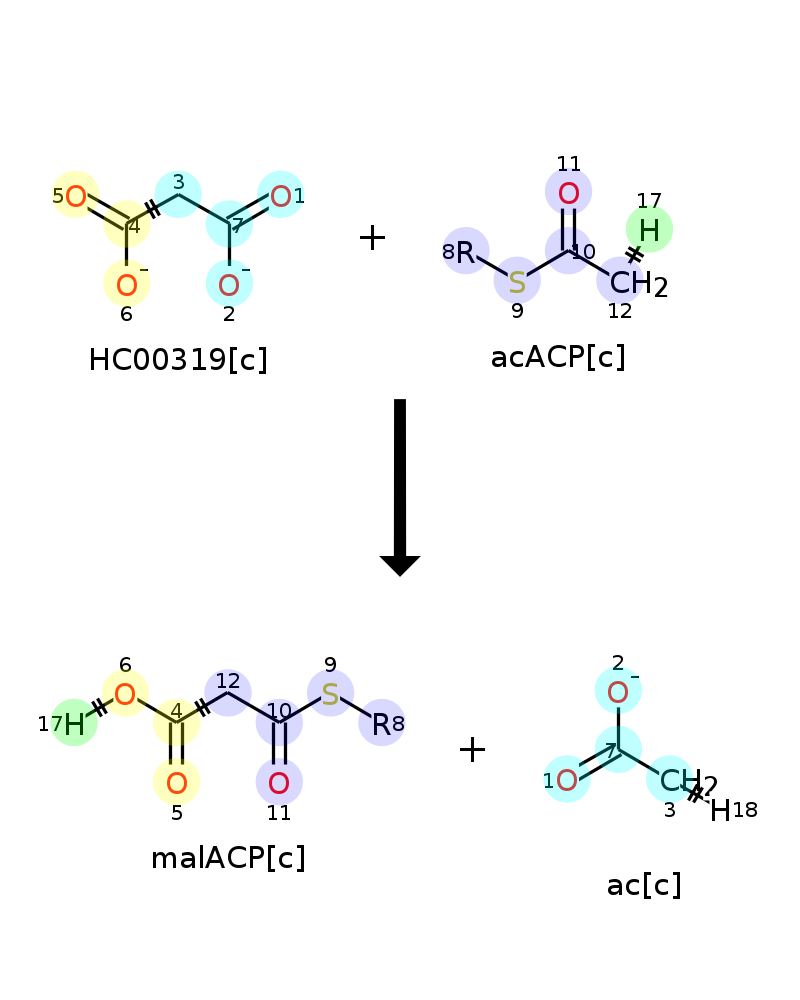 3
5 O O 1
4 7
O - O -
6 2
HC00319[c]
+
11
O 17
H
8 R 10
S CH2
9 12
acACP[c]
6 12 9
17 H O 4 S
10 R 8
O O
5 11
malACP[c]
+
2
O -
7
1 O CH2
3 H 18
ac[c]